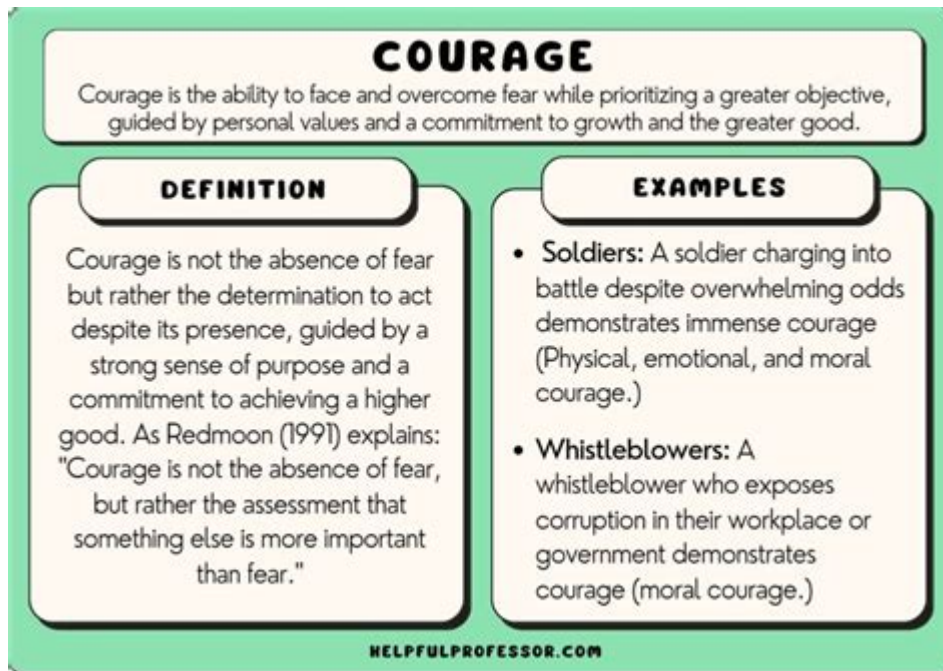 COURAGE
Courage is the ability to face and overcome fear while prioritizing a greater objective,
guided by personal values and a commitment to growth and the greater good.
DEFINITION
Courage is not the absence of fear
but rather the determination to act
despite its presence, guided by a
strong sense of purpose and a
commitment to achieving a higher
good. As Redmoon (1991) explains:
"Courage is not the absence of fear,
but rather the assessment that
something else is more important
than fear."
EXAMPLES
• Soldiers: A soldier charging into
battle despite overwhelming odds
demonstrates immense courage
(Physical, emotional, and moral
courage.)
• Whistleblowers: A
whistleblower who exposes
corruption in their workplace or
government demonstrates
courage (moral courage.)
HELPFULPROFESSOR.COM